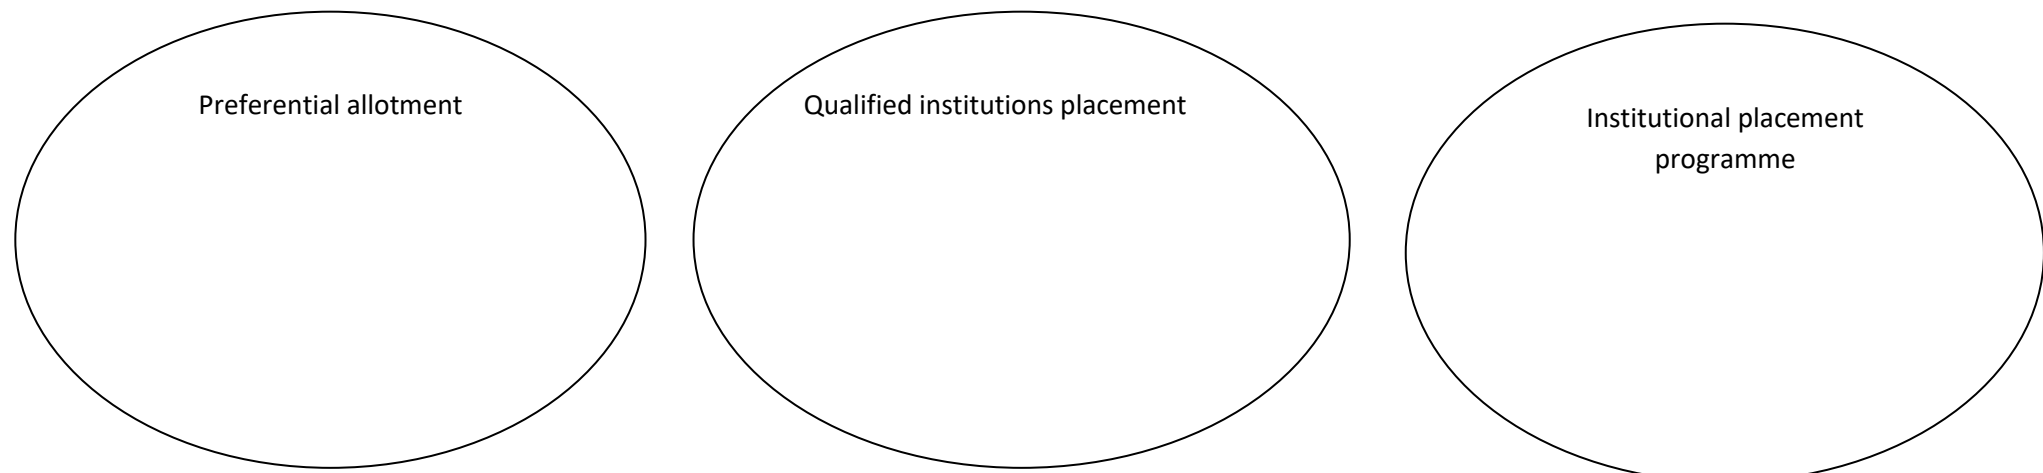 Preferential allotment
Qualified institutions placement
Institutional placement
programme